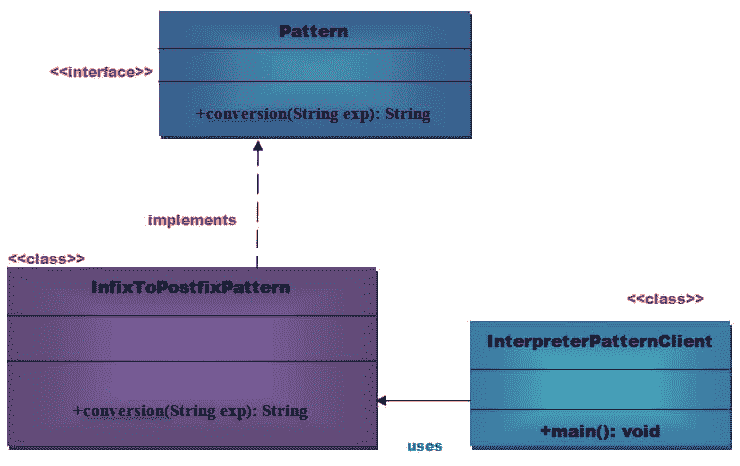 Pattern
<<interface>>
+conversion(String exp): String
implements
<<class>>
InfixToPostfixPattern
+conversion(String exp): String
<<class>>
InterpreterPatternClient
+main(): void
uses